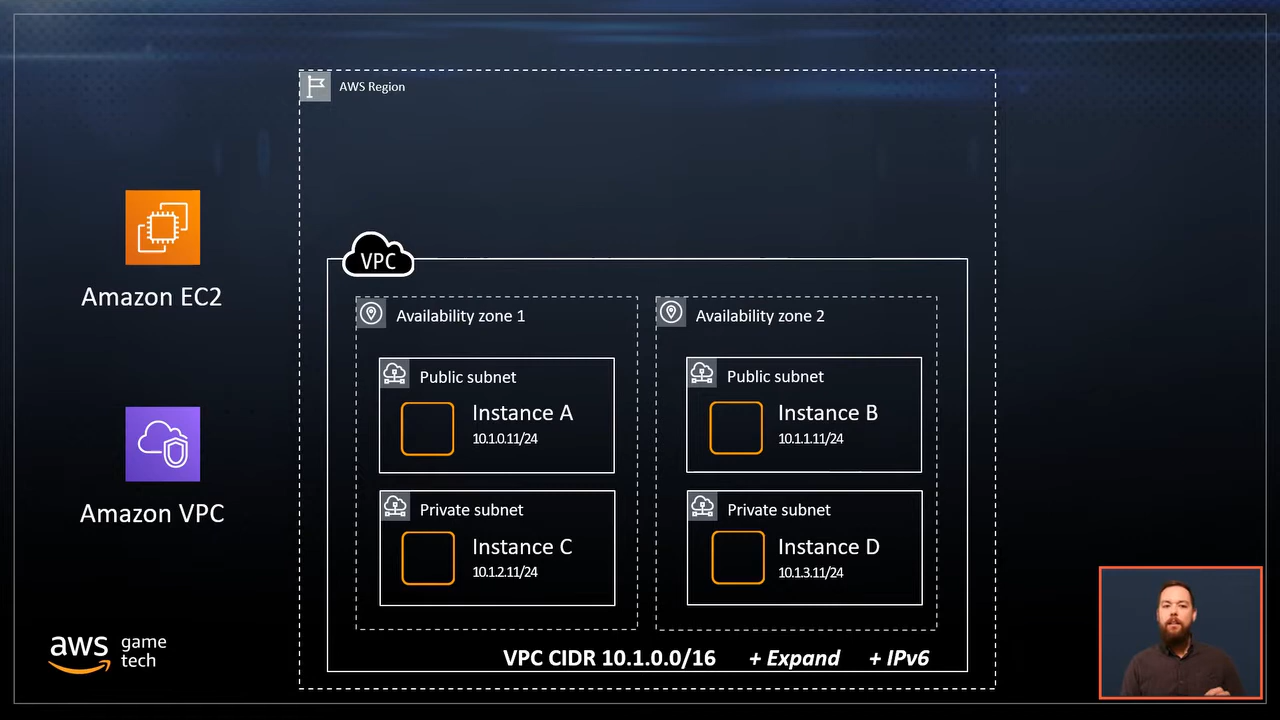 AWS Region
VPC
Amazon EC2
Availability zone 1
Availability zone 2
Public subnet
Instance A
10.1.0.11/24
Public subnet
Instance B
10.1.1.11/24
Amazon VPC
Private subnet
Instance C
10.1.2.11/24
Private subnet
Instance D
10.1.3.11/24
VPC CIDR 10.1.0.0/16 + Expand + IPv6
aws game
tech